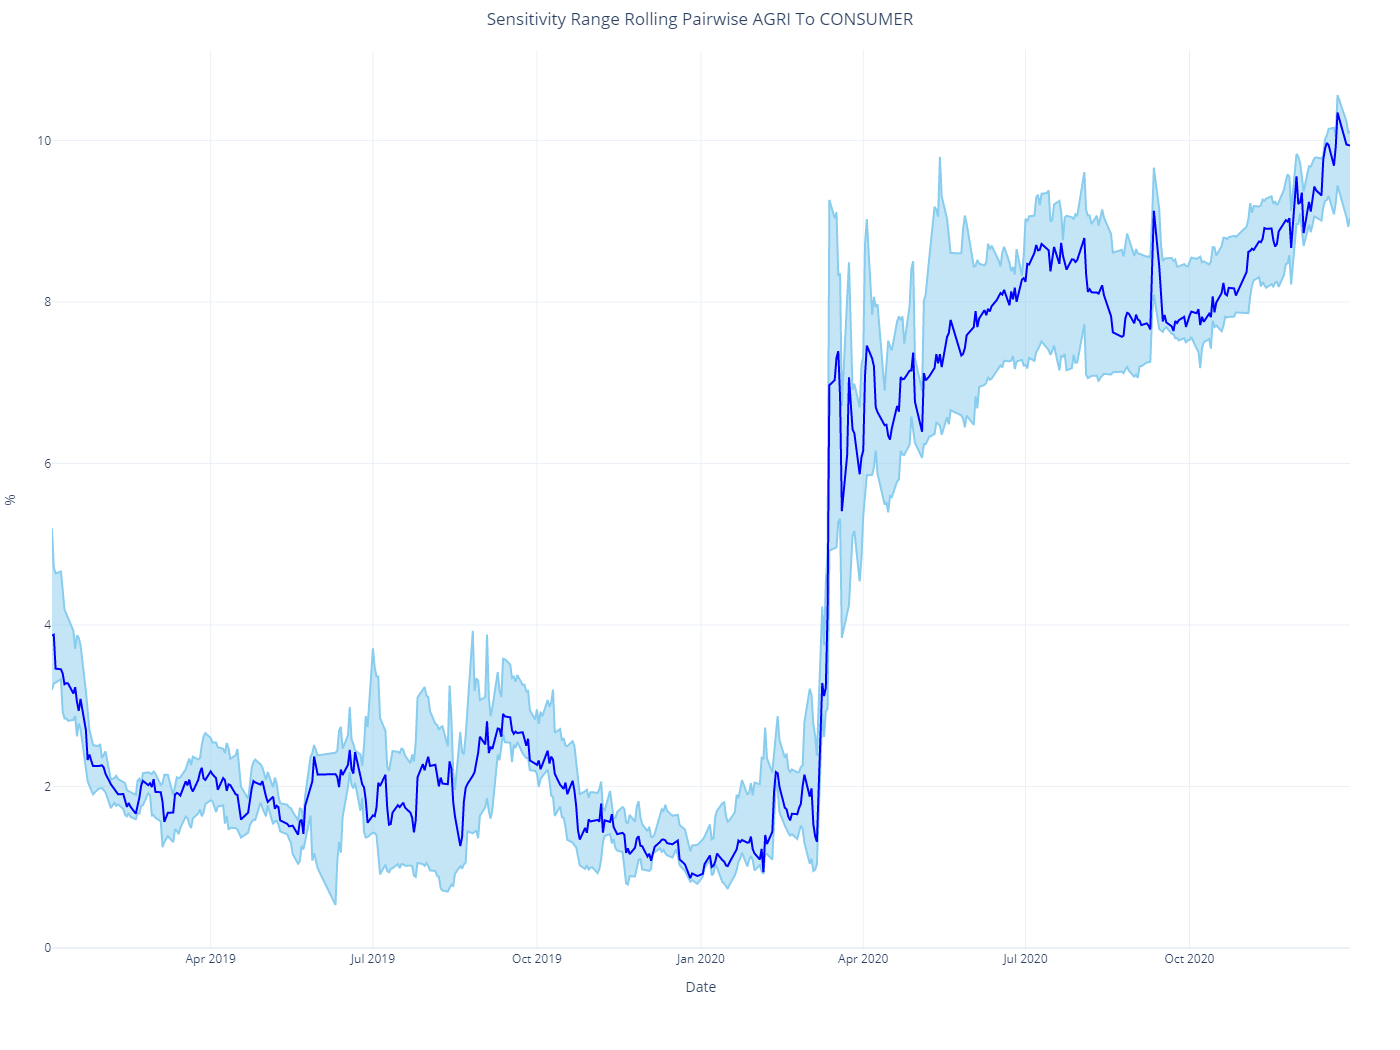 Sensitivity Range Rolling Pairwise AGRI To CONSUMER
10
8
6
4
2
0
%
Apr 2019
Jul 2019
Oct 2019
Jan 2020
Apr 2020
Jul 2020
Oct 2020
Date